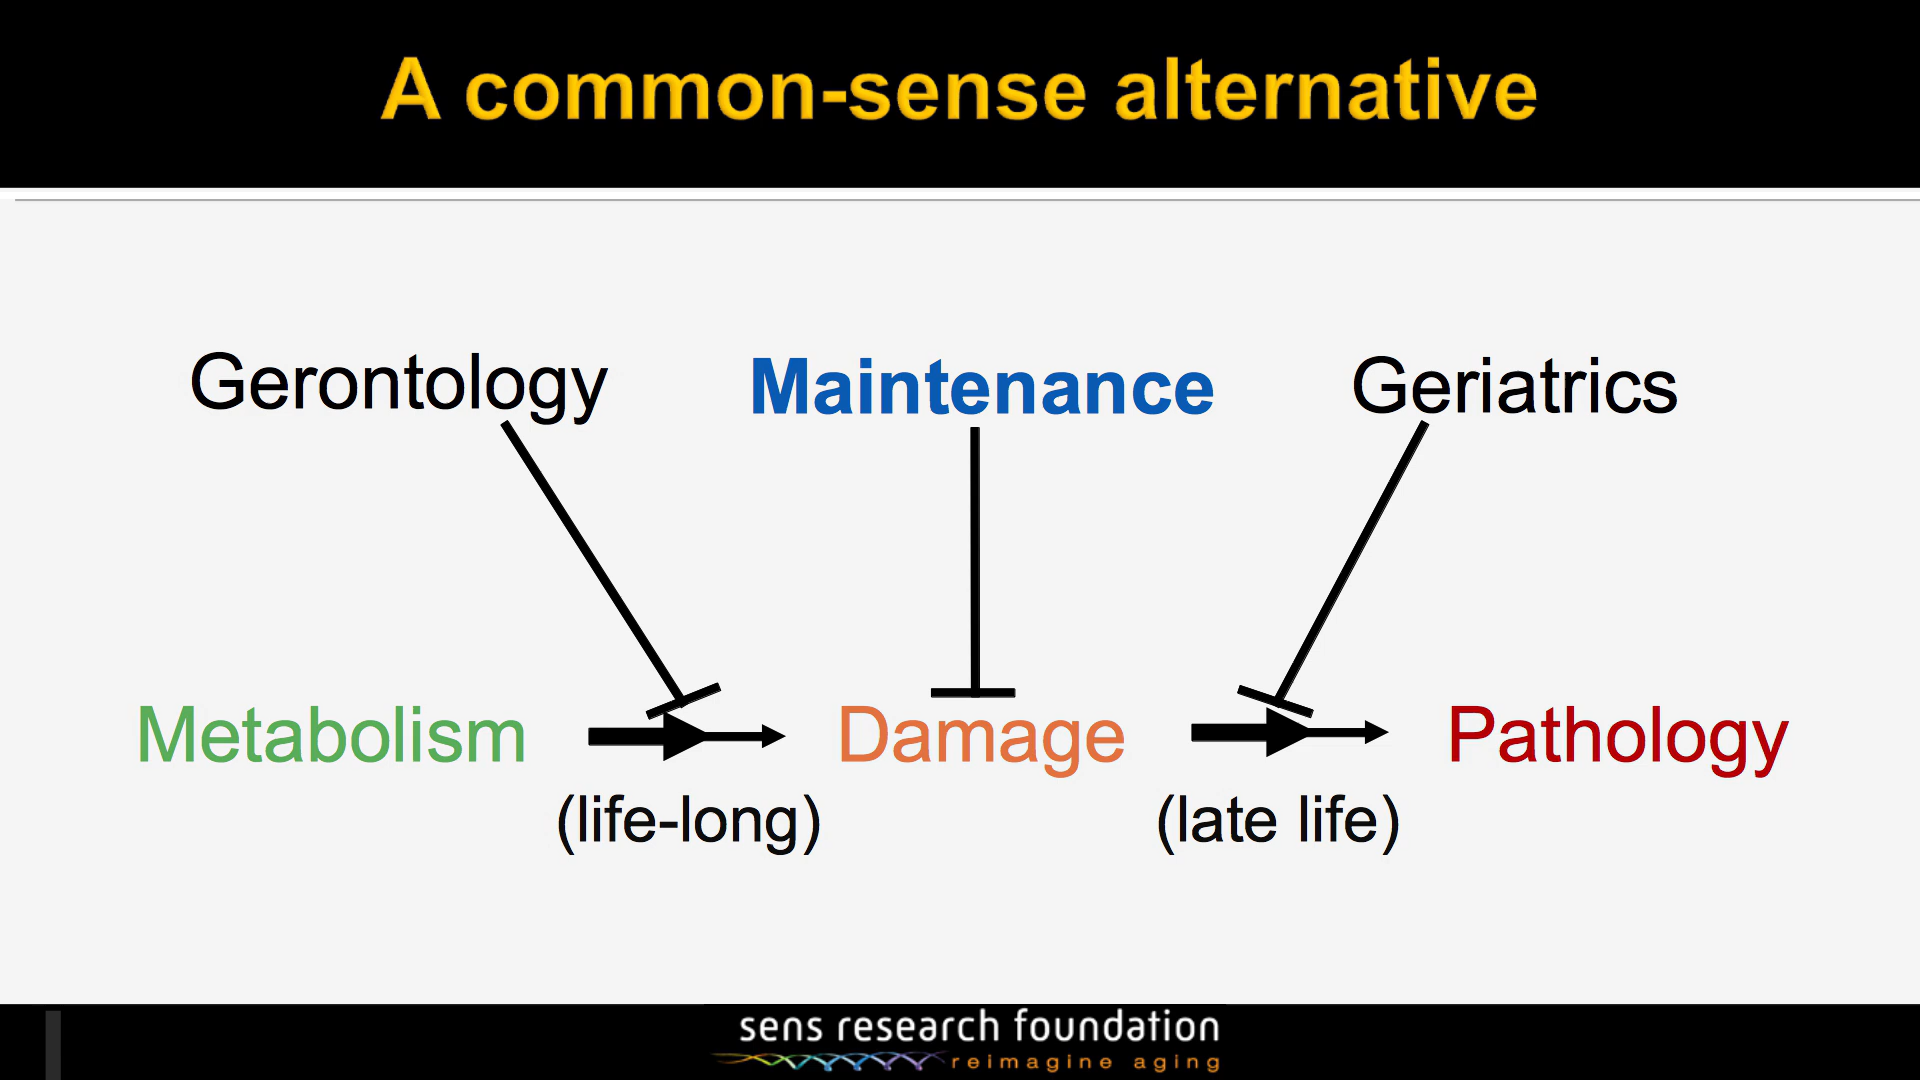 A common-sense alternative
Gerontology Maintenance Geriatrics
Metabolism Damage Pathology
(life-long) (late life)
sens research foundation
reimagine aging